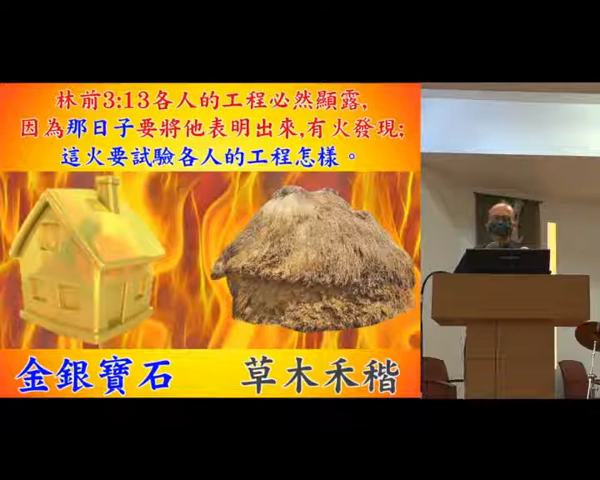 林前3:13各人的工程必然顯露,
因為那日子要將他表明出來,有火發現;
這火要試驗各人的工程怎樣。
金銀寶石
草木禾稭